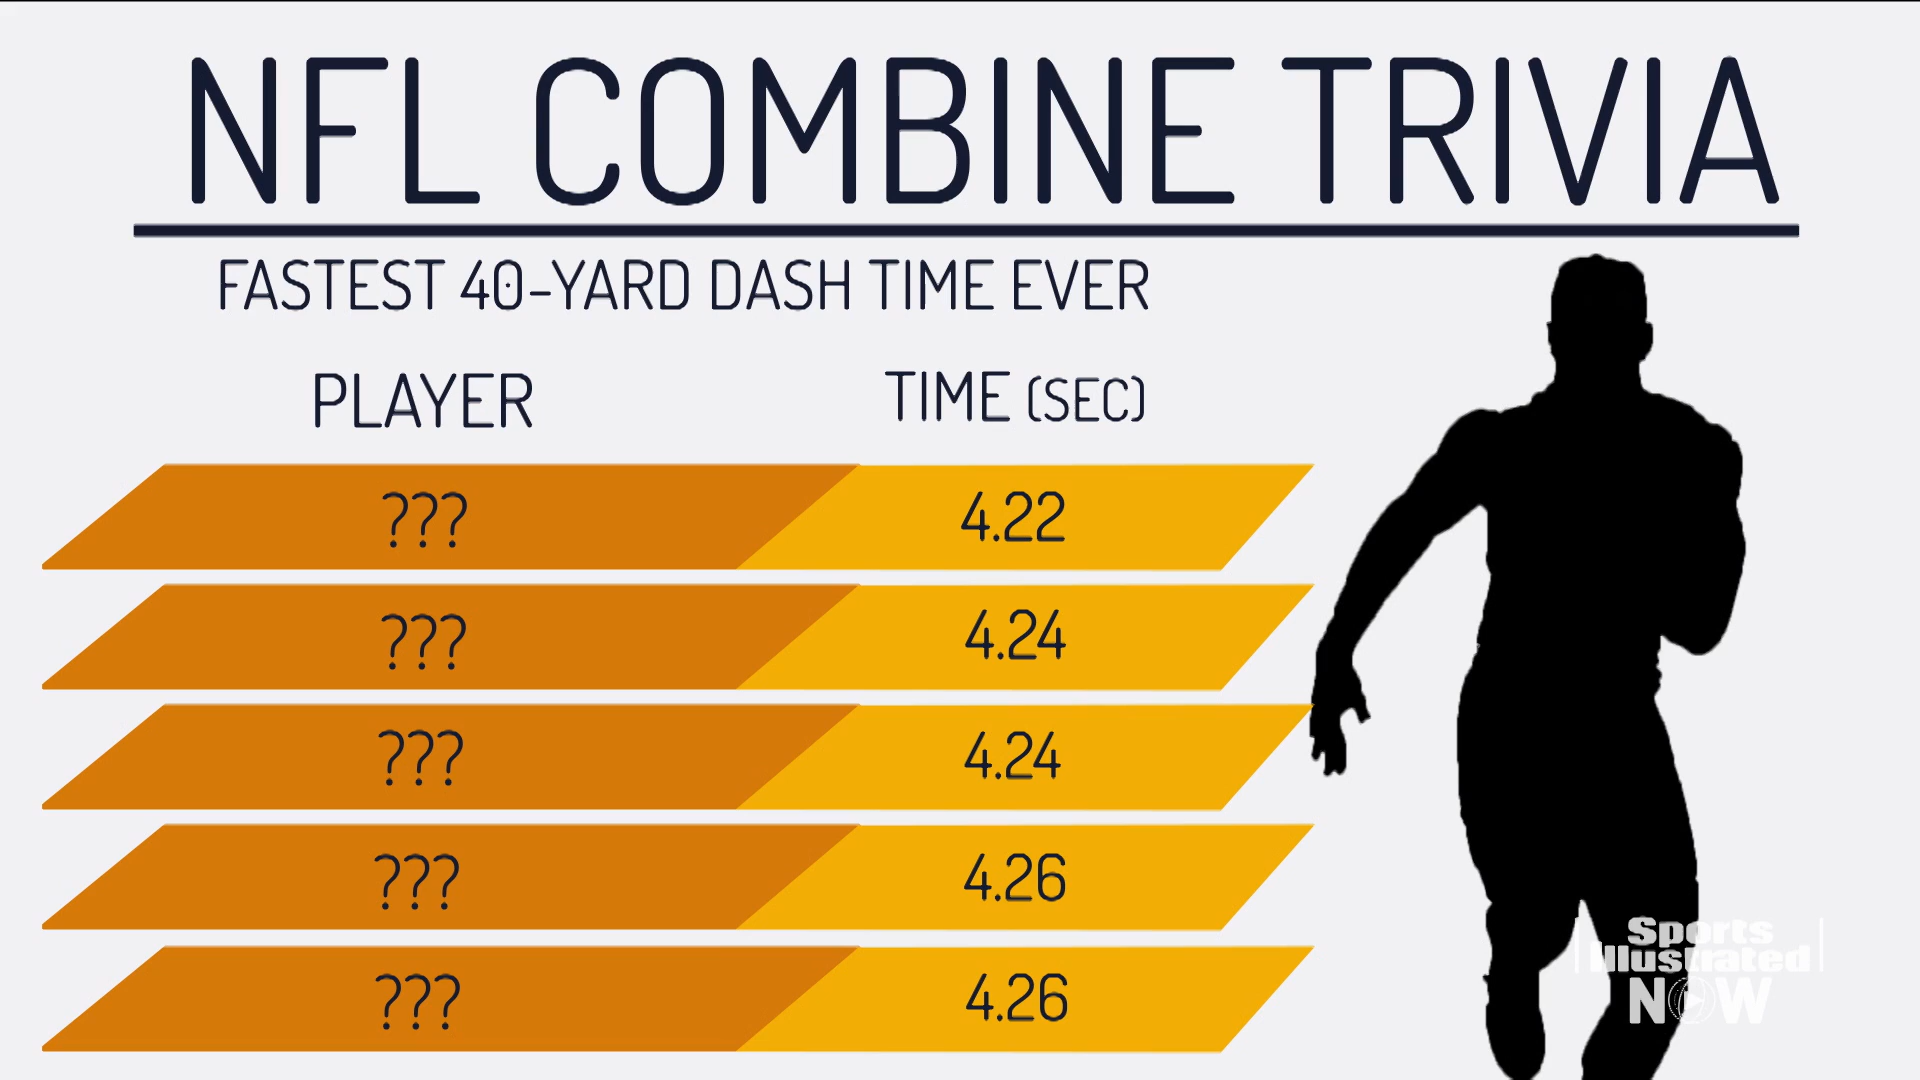 NFL COMBINE TRIVIA
FASTEST 40-YARD DASH TIME EVER
PLAYER TIME (SEC)
??? 4.22
??? 4.24
??? 4.24
??? 4.26
??? 4.26
Sports
Illustrated
NOW